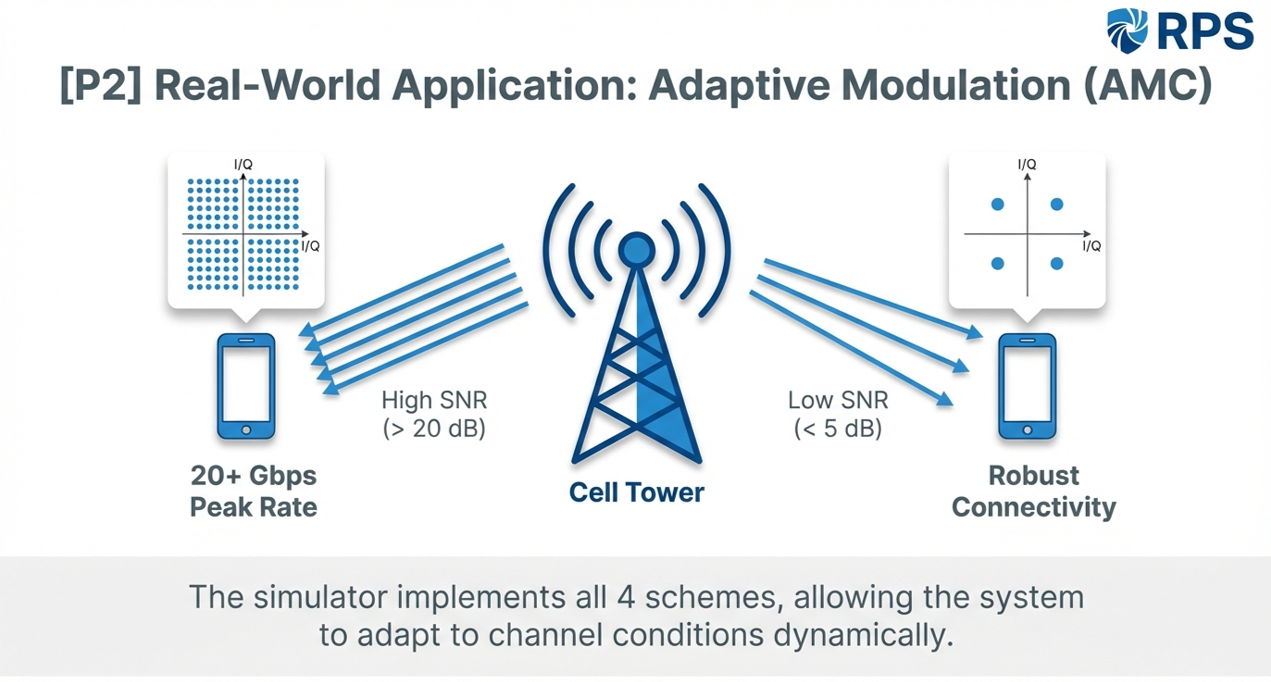 RPS
[P2] Real-World Application: Adaptive Modulation (AMC)
I/Q
I/Q
I/Q
I/Q
High SNR
(> 20 dB)
Low SNR
(< 5 dB)
20+ Gbps
Peak Rate
Cell Tower
Robust
Connectivity
The simulator implements all 4 schemes, allowing the system
to adapt to channel conditions dynamically.